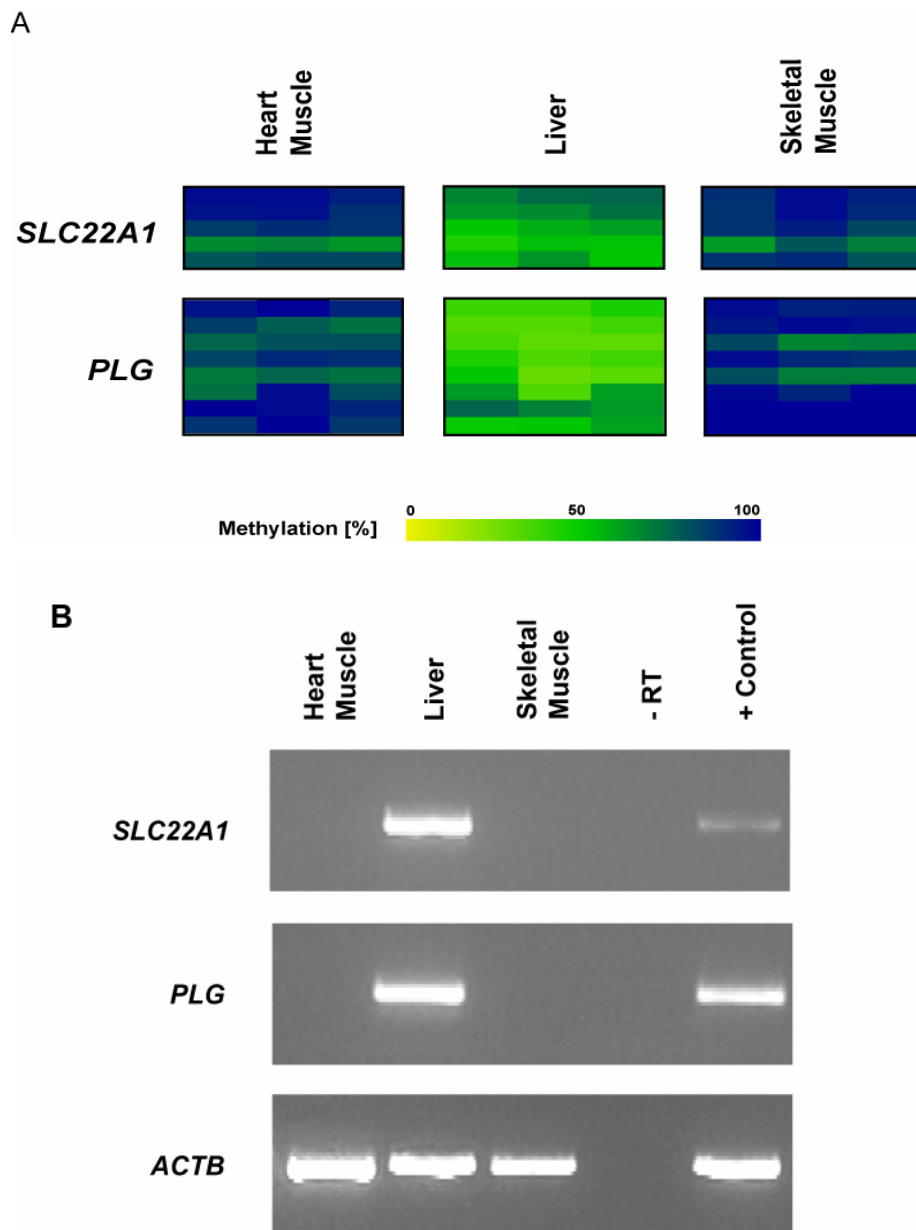 A
Heart
Muscle
Liver
Skeletal
Muscle
SLC22A1
PLG
0 50 100
Methylation [%]
B
Heart
Muscle
Liver
Skeletal
Muscle
- RT
+ Control
SLC22A1
PLG
ACTB